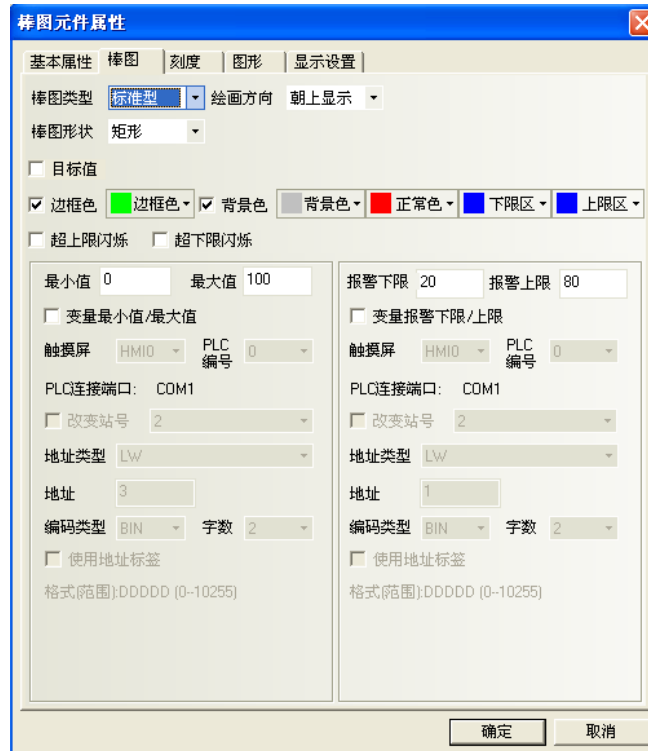 棒图元件属性
基本属性 棒图 刻度 图形 显示设置
棒图类型 标准型 绘画方向 朝上显示
棒图形状 矩形
目标值
边框色 边框色 背景色 背景色 正常色 下限区 上限区
超上限闪烁 超下限闪烁
最小值 0 最大值 100 报警下限 20 报警上限 80
变量最小值/最大值 变量报警下限/上限
触摸屏 HMI0 PLC编号 0 触摸屏 HMI0 PLC编号 0
PLC连接端口: COM1 PLC连接端口: COM1
改变站号 2 改变站号 2
地址类型 LW 地址类型 LW
地址 3 地址 1
编码类型 BIN 字数 2 编码类型 BIN 字数 2
使用地址标签 使用地址标签
格式(范围):DDDDD (0--10255) 格式(范围):DDDDD (0--10255)
确定 取消